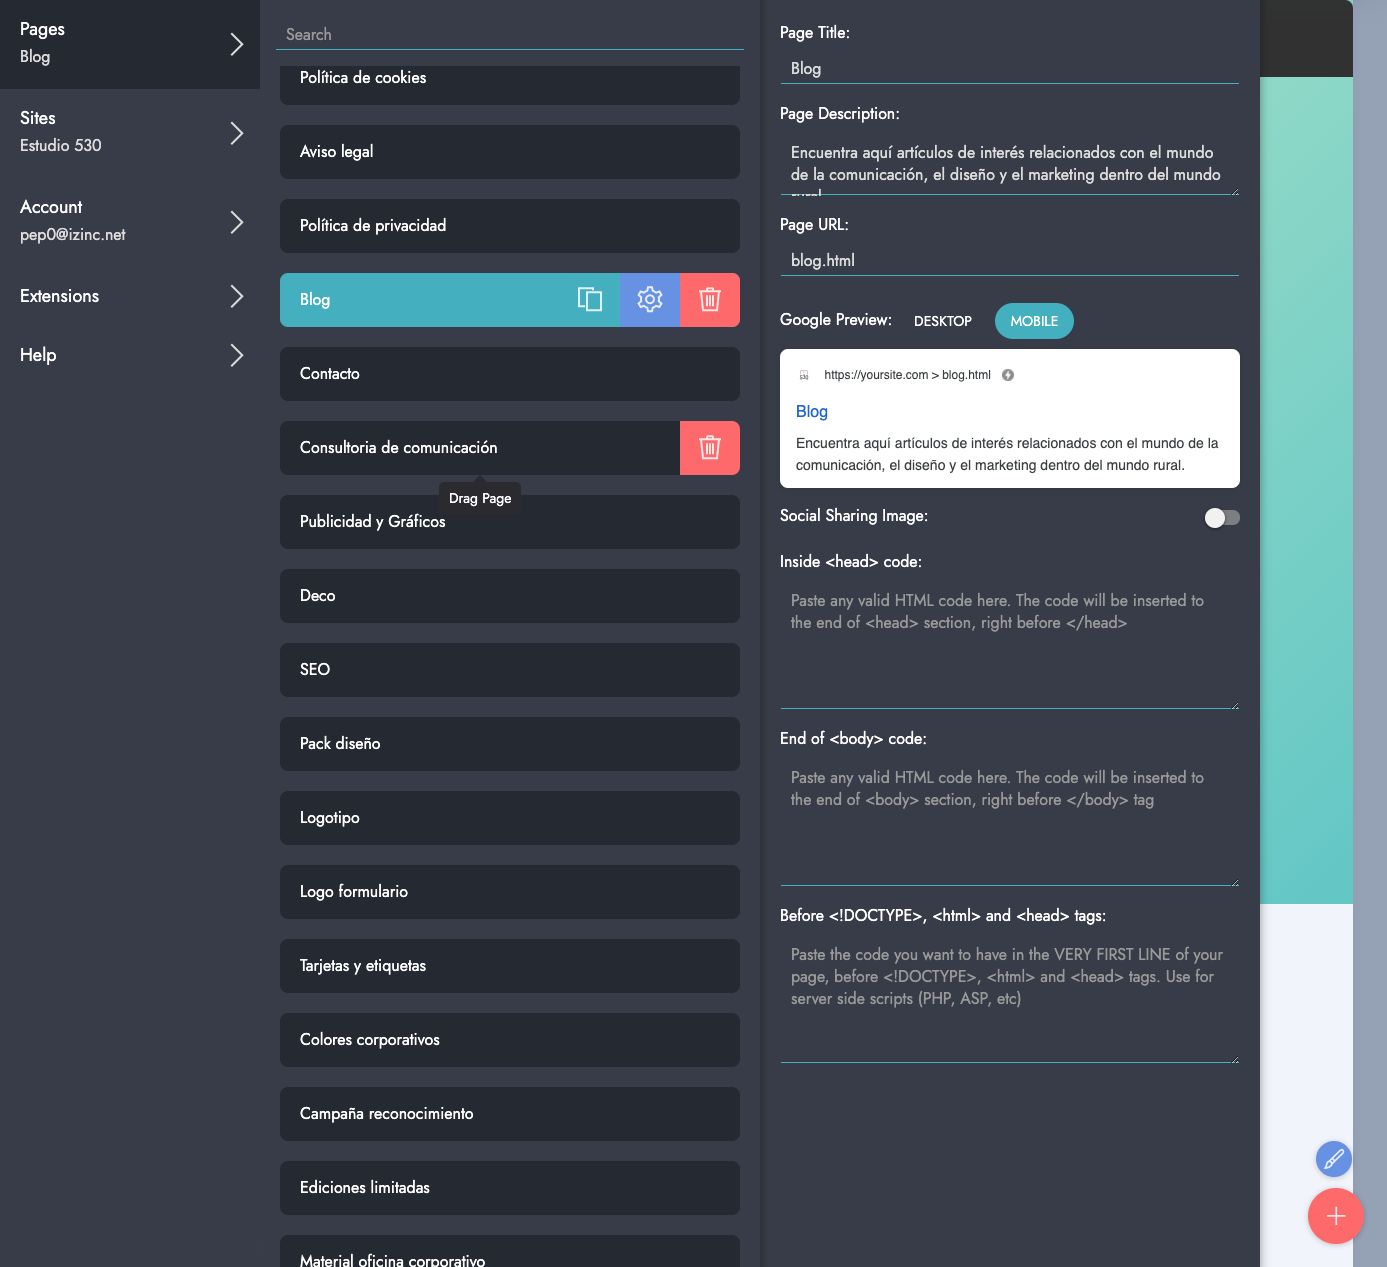 Pages
Blog
Sites
Estudio 530
Account
pep0@izinc.net
Extensions
Help
Search
Política de cookies
Aviso legal
Política de privacidad
Blog
Contacto
Consultoria de comunicación
Drag Page
Publicidad y Gráficos
Deco
SEO
Pack diseño
Logotipo
Logo formulario
Tarjetas y etiquetas
Colores corporativos
Campaña reconocimiento
Ediciones limitadas
Material oficina corporativo
Page Title:
Blog
Page Description:
Encuentra aquí artículos de interés relacionados con el mundo
de la comunicación, el diseño y el marketing dentro del mundo
rural
Page URL:
blog.html
Google Preview: DESKTOP MOBILE
https://yoursite.com > blog.html
Blog
Encuentra aquí artículos de interés relacionados con el mundo de la
comunicación, el diseño y el marketing dentro del mundo rural.
Social Sharing Image:
Inside <head> code:
Paste any valid HTML code here. The code will be inserted to
the end of <head> section, right before </head>
End of <body> code:
Paste any valid HTML code here. The code will be inserted to
the end of <body> section, right before </body> tag
Before <!DOCTYPE>, <html> and <head> tags:
Paste the code you want to have in the VERY FIRST LINE of your
page, before <!DOCTYPE>, <html> and <head> tags. Use for
server side scripts (PHP, ASP, etc)